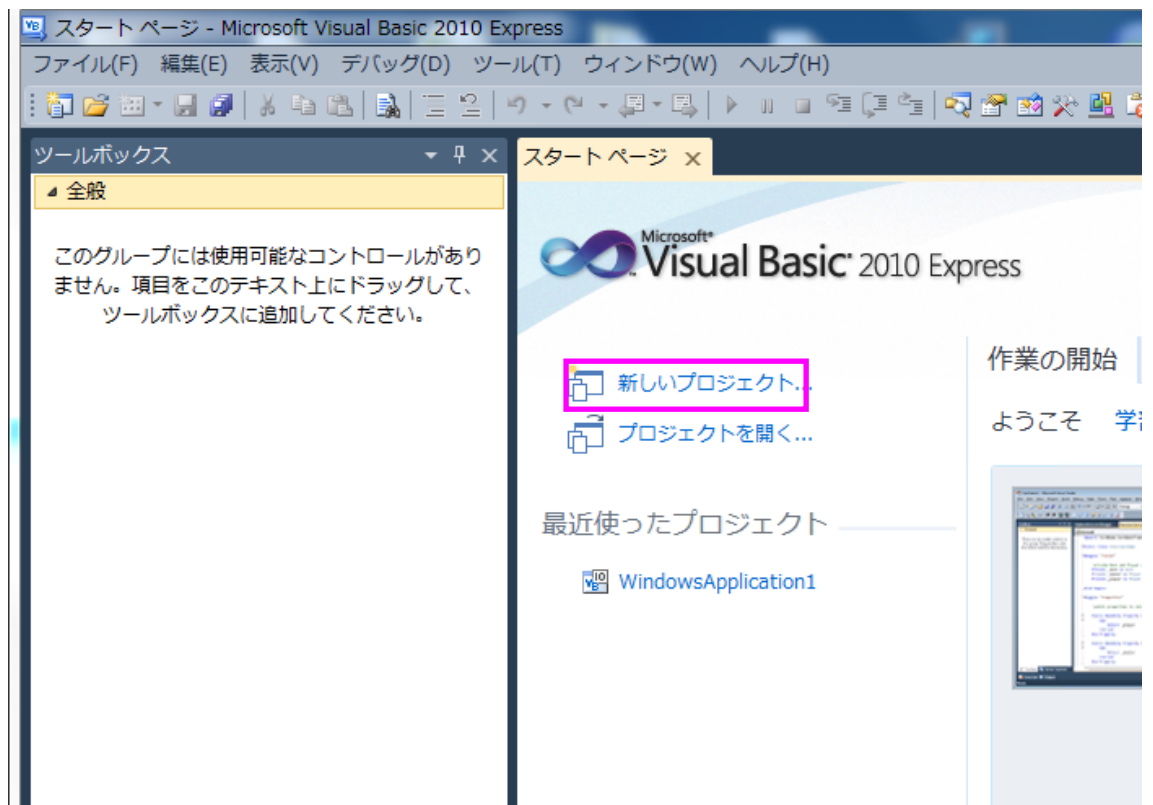 スタート ページ - Microsoft Visual Basic 2010 Express
ファイル(F) 編集(E) 表示(V) デバッグ(D) ツール(T) ウィンドウ(W) ヘルプ(H)
ツールボックス
全般
このグループには使用可能なコントロールがあり
ません。項目をこのテキスト上にドラッグして、
ツールボックスに追加してください。
スタート ページ
Microsoft
Visual Basic 2010 Express
新しいプロジェクト...
プロジェクトを開く...
最近使ったプロジェクト
WindowsApplication1
作業の開始
ようこそ 学